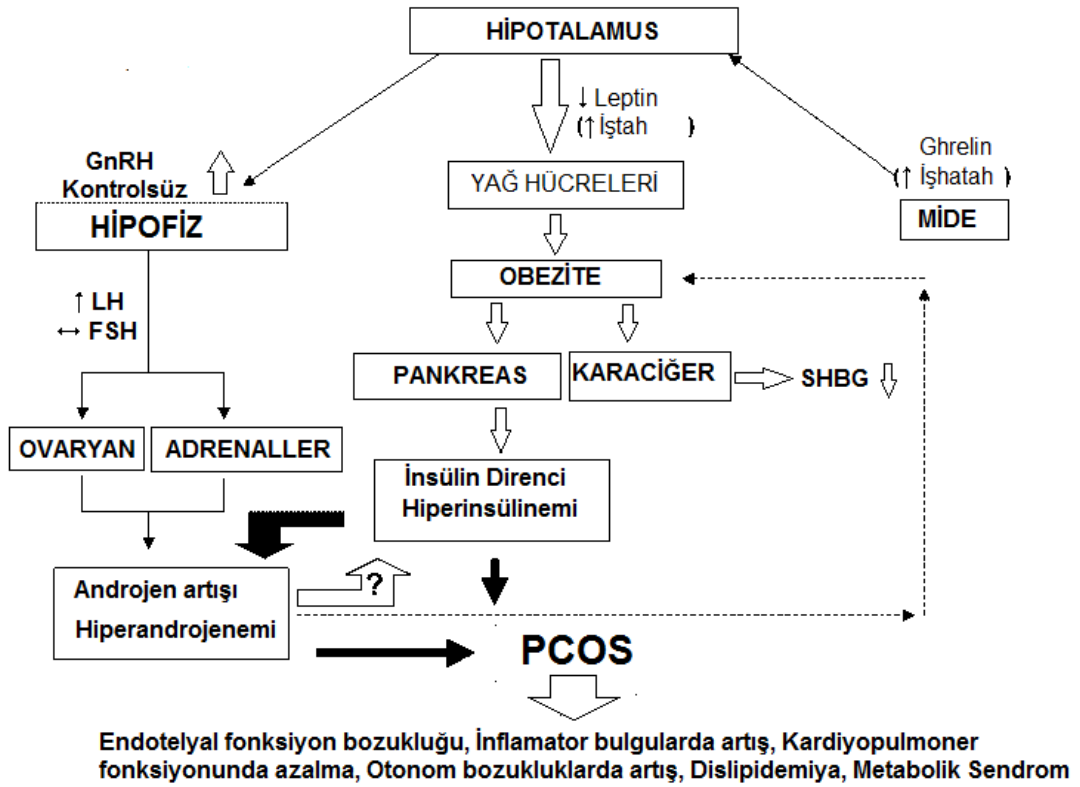 HİPOTALAMUS
↓ Leptin
(↑ İştah )
Ghrelin
(↑ İşhatah )
MİDE
GnRH
Kontrolsüz
HİPOFİZ
YAĞ HÜCRELERİ
OBEZİTE
↑ LH
↔ FSH
PANKREAS
KARACİĞER
SHBG
OVARYAN
ADRENALLER
İnsülin Direnci
Hiperinsülinemi
?
Androjen artışı
Hiperandrojenemi
PCOS
Endotelyal fonksiyon bozukluğu, İnflamator bulgularda artış, Kardiyopulmoner
fonksiyonunda azalma, Otonom bozukluklarda artış, Dislipidemiya, Metabolik Sendrom